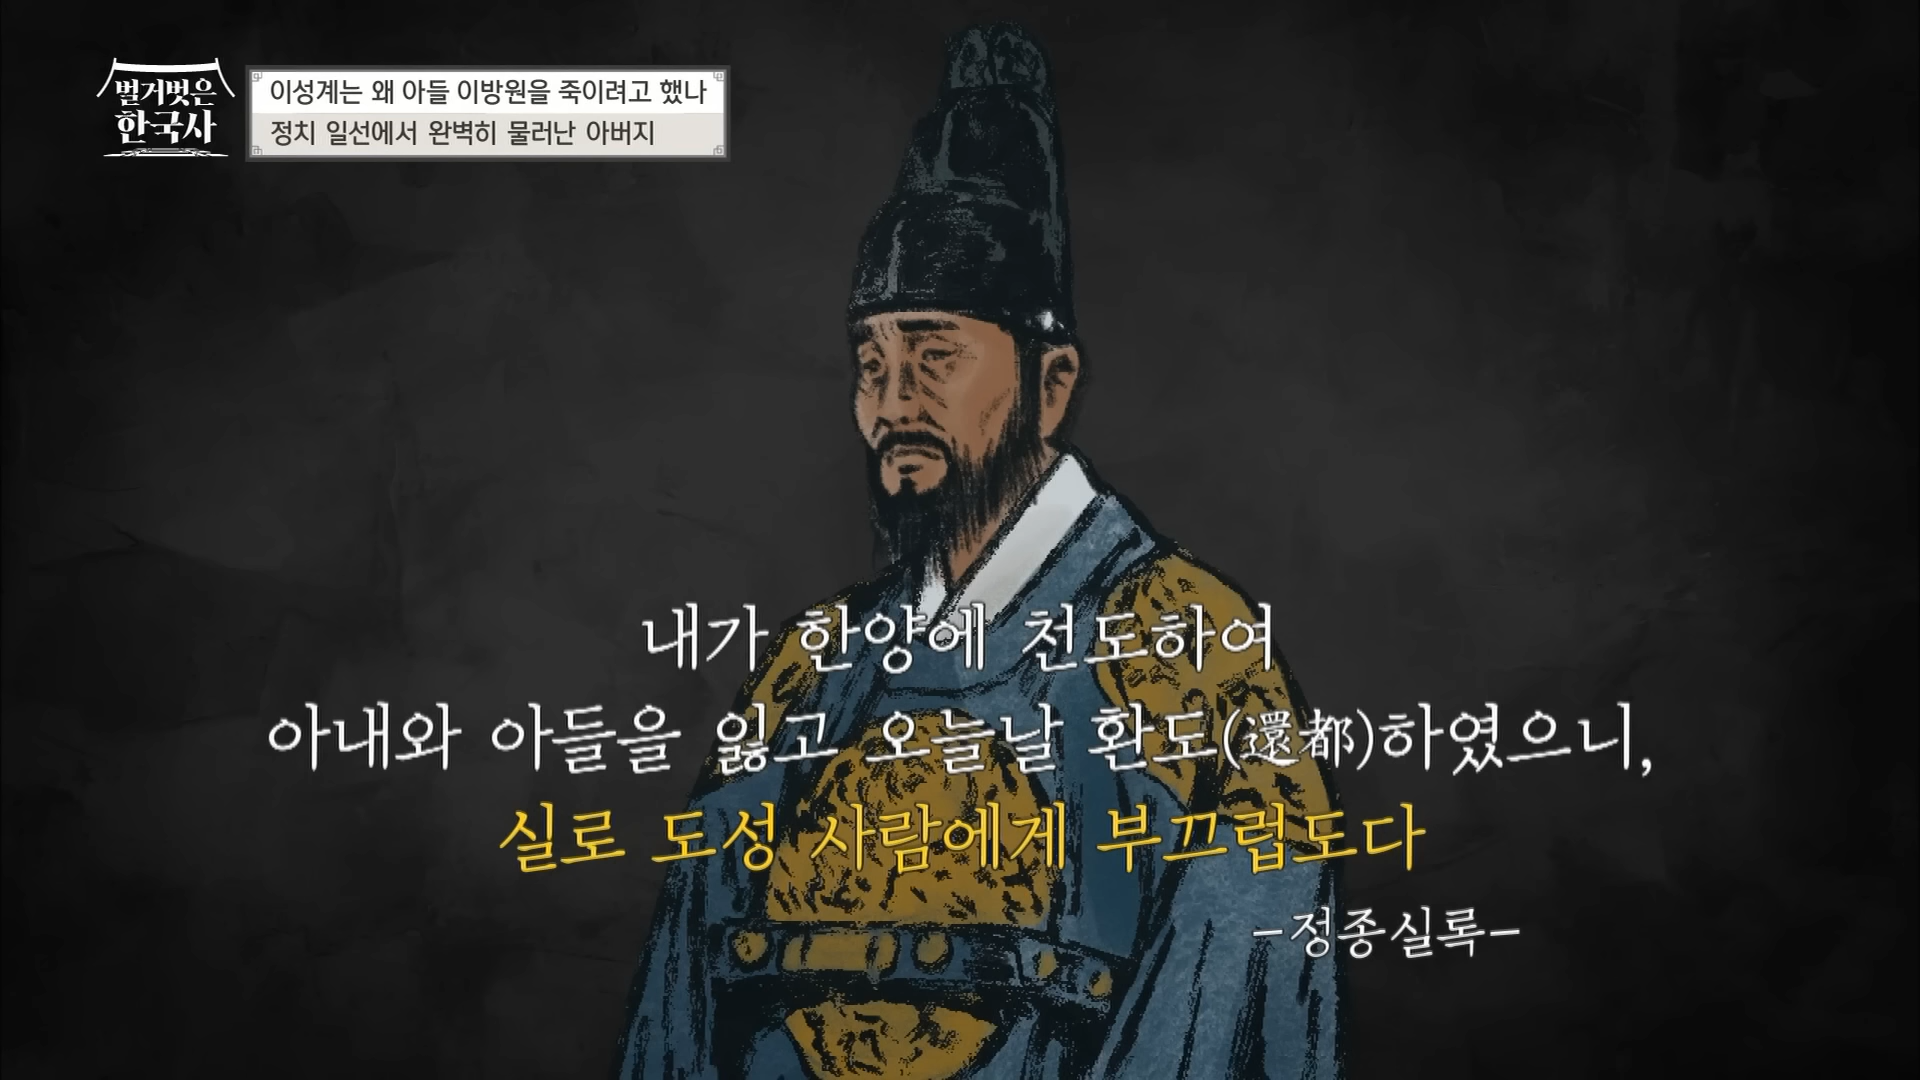 벌거벗은
한국사
이성계는 왜 아들 이방원을 죽이려고 했나
정치 일선에서 완벽히 물러난 아버지
내가 한양에 천도하여
아내와 아들을 잃고 오늘날 환도(還都)하였으니,
실로 도성 사람에게 부끄럽도다
-정종실록-